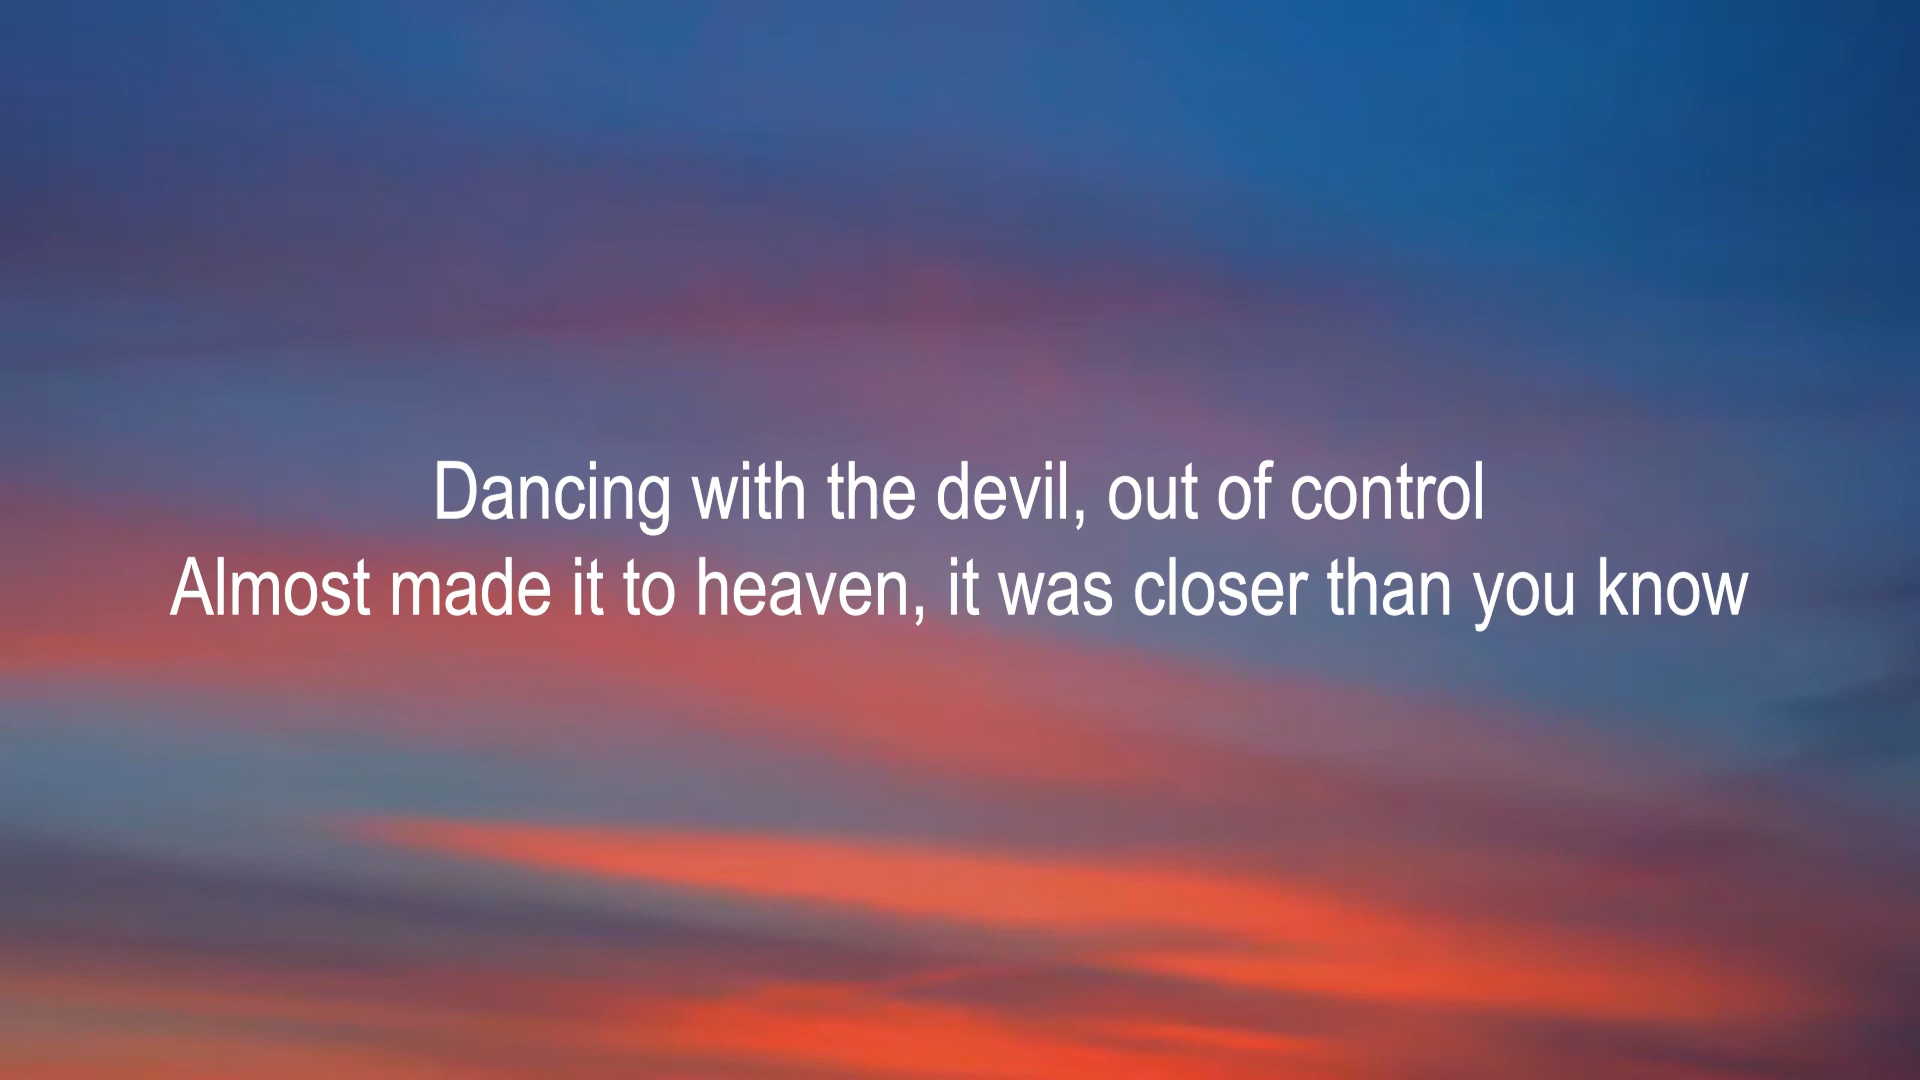 Dancing with the devil, out of control
Almost made it to heaven, it was closer than you know